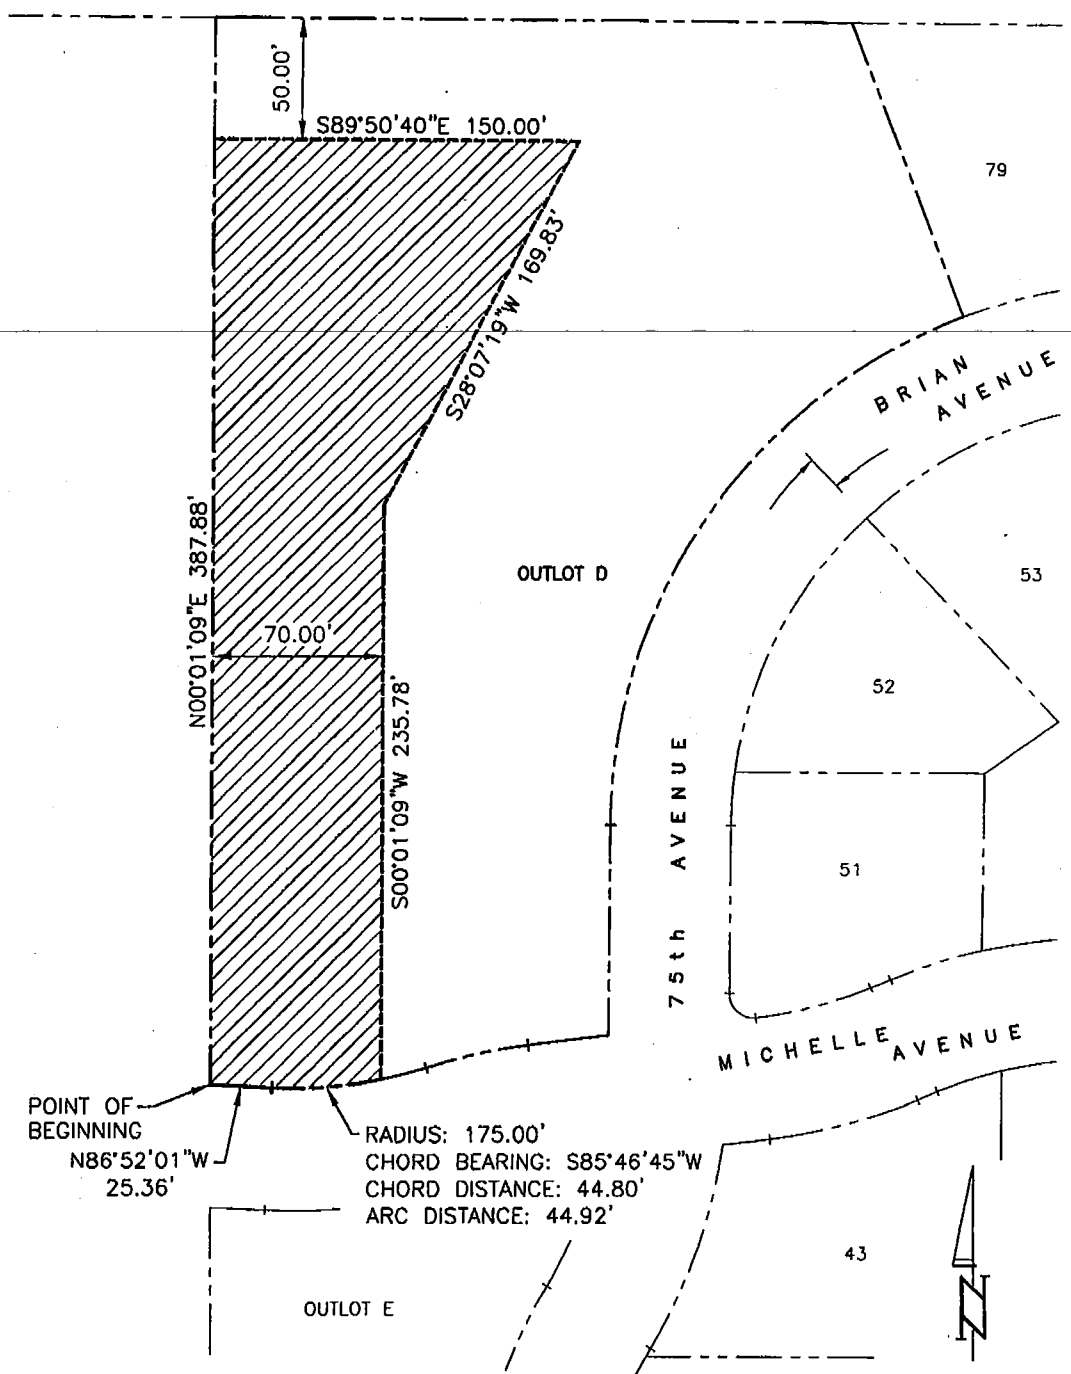 50.00'
S89°50'40"E 150.00'
79
S28°07'19"W 169.83'
BRIAN
AVENUE
N00°01'09"E 387.88'
OUTLOT D
53
70.00'
52
S00°01'09"W 235.78'
75th AVENUE
51
MICHELLE AVENUE
POINT OF
BEGINNING
N86°52'01"W
25.36'
RADIUS: 175.00'
CHORD BEARING: S85°46'45"W
CHORD DISTANCE: 44.80'
ARC DISTANCE: 44.92'
43
OUTLOT E
N